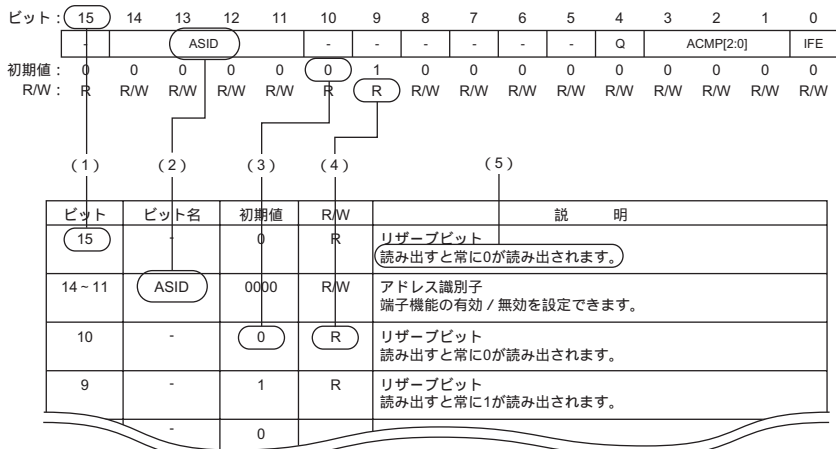 ビット： 15 14 13 12 11 10 9 8 7 6 5 4 3 2 1 0
- ASID - - - - - - Q ACMP[2:0] IFE
初期値： 0 0 0 0 0 0 1 0 0 0 0 0 0 0 0 0
R/W： R R/W R/W R/W R/W R R R/W R/W R/W R/W R/W R/W R/W R/W R/W
（1） （2） （3） （4） （5）
ビット ビット名 初期値 R/W 説 明
15 - 0 R リザーブビット
読み出すと常に0が読み出されます。
14～11 ASID 0000 R/W アドレス識別子
端子機能の有効／無効を設定できます。
10 - 0 R リザーブビット
読み出すと常に0が読み出されます。
9 - 1 R リザーブビット
読み出すと常に1が読み出されます。
- 0